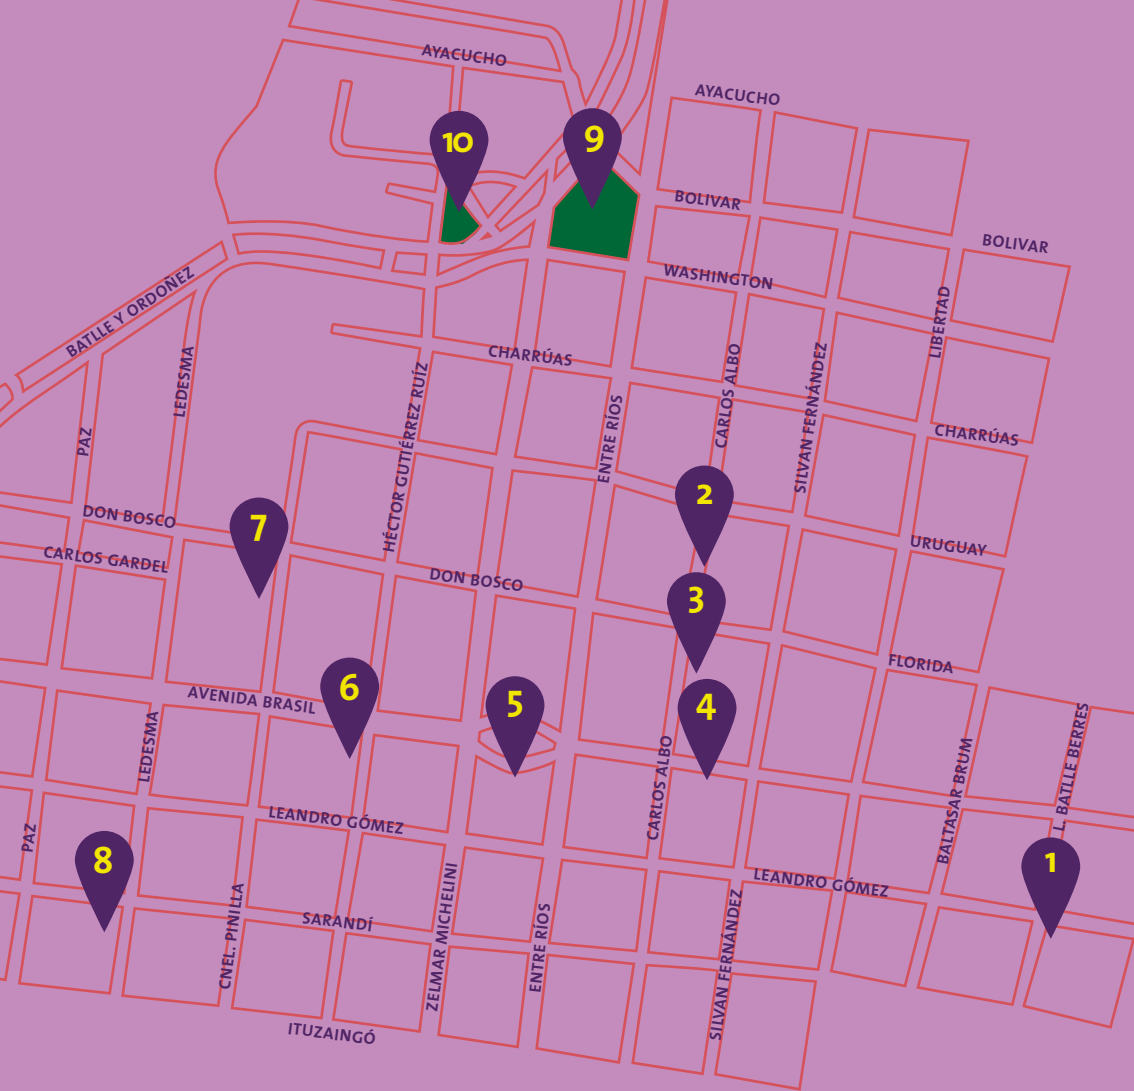 AYACUCHO
AYACUCHO
10
9
BOLIVAR
BOLIVAR
WASHINGTON
BATLLE Y ORDOÑEZ
LIBERTAD
CHARRÚAS
LEDESMA
HÉCTOR GUTIÉRREZ RUÍZ
CARLOS ALBO
SILVAN FERNÁNDEZ
ENTRE RÍOS
PAZ
CHARRÚAS
2
DON BOSCO
7
URUGUAY
CARLOS GARDEL
DON BOSCO
3
FLORIDA
6
AVENIDA BRASIL
5
4
LEDESMA
CARLOS ALBO
L. BATLLE BERRES
BALTASAR BRUM
LEANDRO GÓMEZ
PAZ
8
1
LEANDRO GÓMEZ
SARANDÍ
CNEL. PINILLA
ZELMAR MICHELINI
ENTRE RÍOS
SILVAN FERNÁNDEZ
ITUZAINGÓ